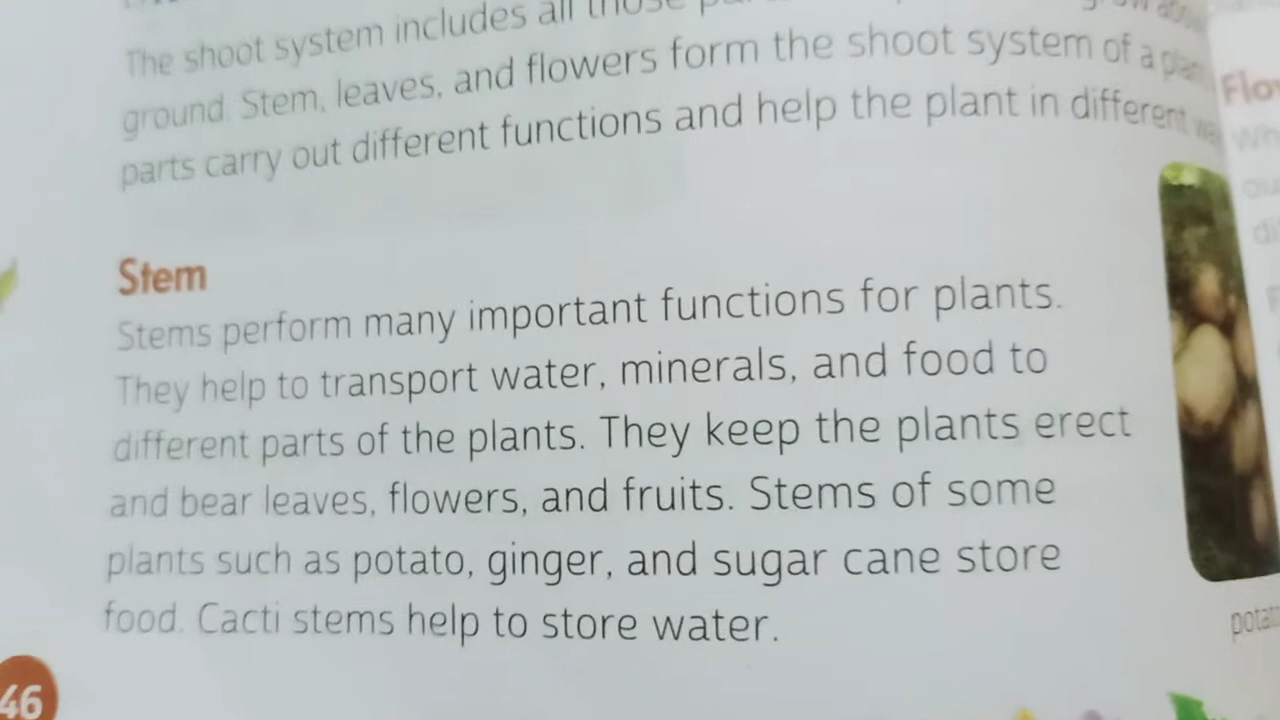 The shoot system includes all those
ground. Stem, leaves, and flowers form the shoot system of a plant
parts carry out different functions and help the plant in different
Stem
Stems perform many important functions for plants.
They help to transport water, minerals, and food to
different parts of the plants. They keep the plants erect
and bear leaves, flowers, and fruits. Stems of some
plants such as potato, ginger, and sugar cane store
food. Cacti stems help to store water.
46